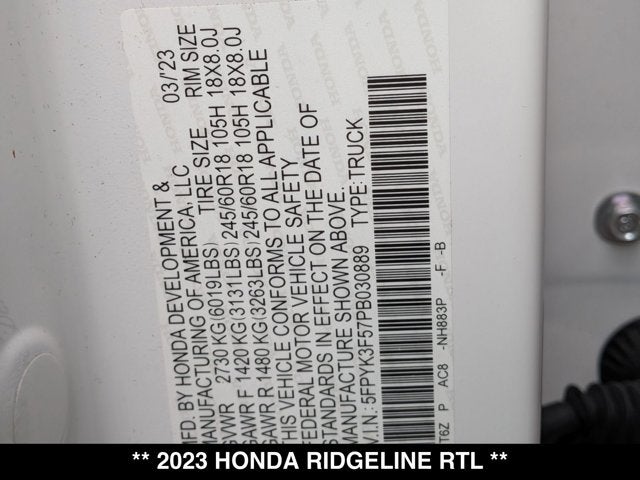 MFD. BY HONDA DEVELOPMENT & 03/'23
MANUFACTURING OF AMERICA, LLC
GVWR 2730 KG(6019LBS) TIRE SIZE RIM SIZE
GAWR F 1420 KG(3131LBS)245/60R18 105H 18X8.0J
GAWR R 1480 KG(3263LBS)245/60R18 105H 18X8.0J
THIS VEHICLE CONFORMS TO ALL APPLICABLE
FEDERAL MOTOR VEHICLE SAFETY
STANDARDS IN EFFECT ON THE DATE OF
MANUFACTURE SHOWN ABOVE.
V.I.N.:5FPYK3F57PB030889 TYPE:TRUCK
T6Z P AC8 -NH883P -F -B
HONDA HONDA HONDA
** 2023 HONDA RIDGELINE RTL **